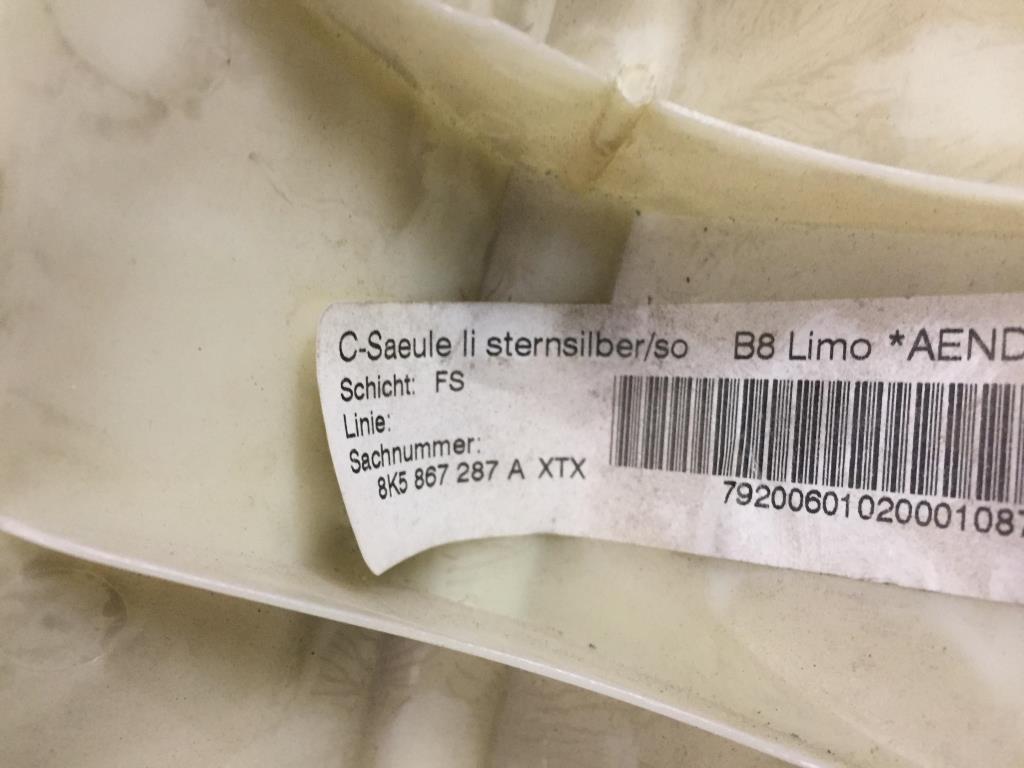 C-Saeule li sternsilber/so B8 Limo *AEND
Schicht: FS
Linie:
Sachnummer:
8K5 867 287 A XTX
79200601020001087